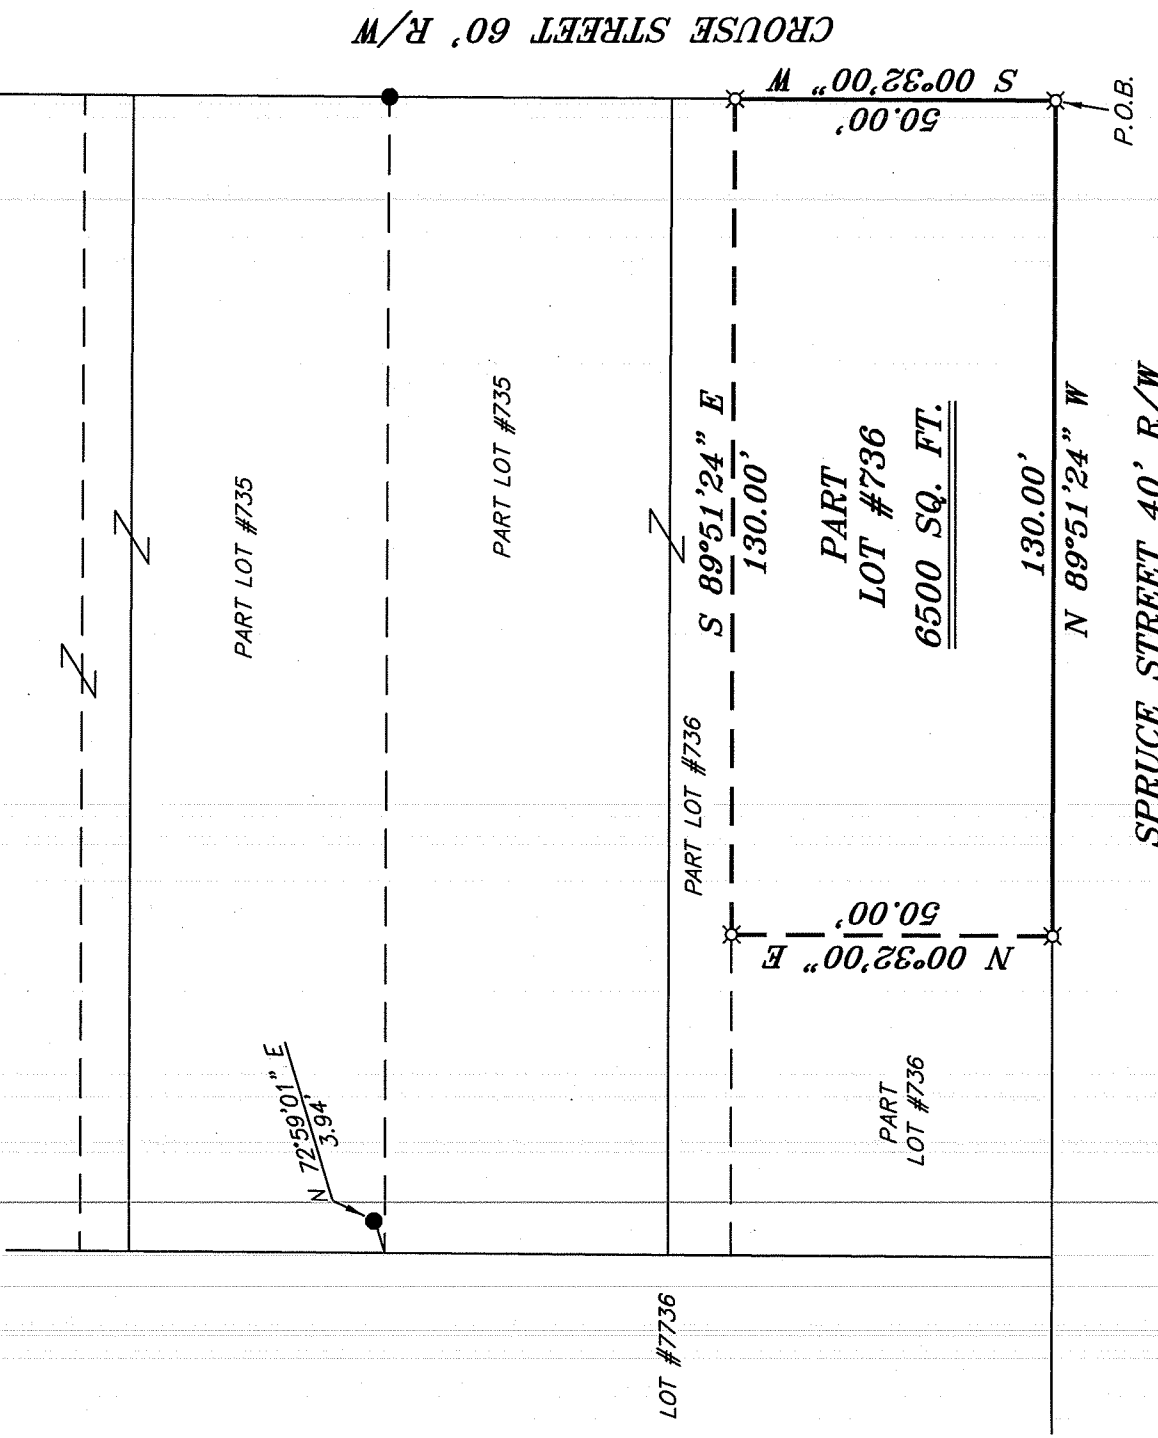 CROUSE STREET 60' R/W
S 00°32'00" W
50.00'
P.O.B.
PART LOT #735
PART LOT #735
S 89°51'24" E
130.00'
PART
LOT #736
6500 SQ. FT.
130.00'
N 89°51'24" W
SPRUCE STREET 40' R/W
PART LOT #736
50.00'
N 00°32'00" E
N 72°59'01" E
3.94'
PART
LOT #736
LOT #7736